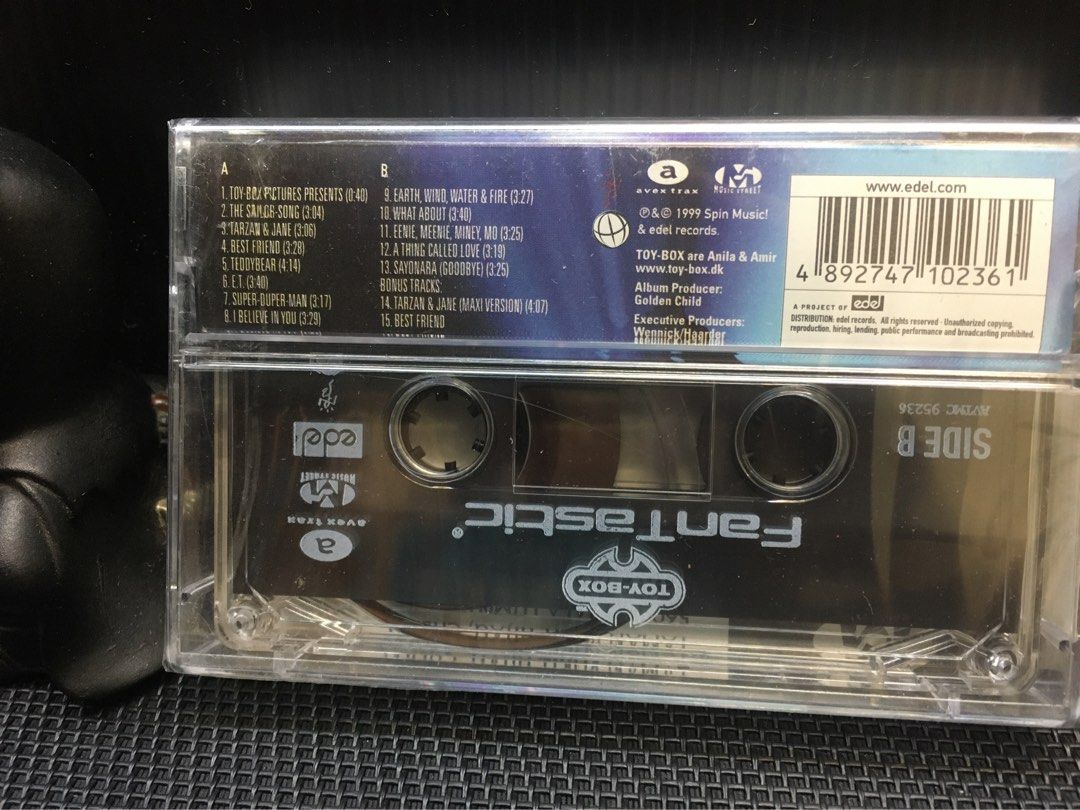 A
1. TOY-BOX PICTURES PRESENTS (0:40)
2. THE SAILOR-SONG (3:04)
3. TARZAN & JANE (3:06)
4. BEST FRIEND (3:28)
5. TEDDYBEAR (4:14)
6. E.T. (3:40)
7. SUPER-DUPER-MAN (3:17)
8. I BELIEVE IN YOU (3:29)
B
9. EARTH, WIND, WATER & FIRE (3:27)
10. WHAT ABOUT (3:40)
11. EENIE, MEENIE, MINEY, MO (3:25)
12. A THING CALLED LOVE (3:19)
13. SAYONARA (GOODBYE) (3:25)
BONUS TRACKS:
14. TARZAN & JANE (MAXI VERSION) (4:07)
15. BEST FRIEND
a
avex trax
MUSIC STREET
℗&© 1999 Spin Music!
& edel records.
TOY-BOX are Anila & Amir
www.toy-box.dk
Album Producer:
Golden Child
Executive Producers:
Wennick/Haarder
www.edel.com
4 892747 102361
A PROJECT OF edel
DISTRIBUTION: edel records. All rights reserved · Unauthorized copying,
reproduction, hiring, lending, public performance and broadcasting prohibited.
TOY-BOX
FanTastic®
a
avex trax
MUSIC STREET
edel
SIDE B
AVTMC 95236